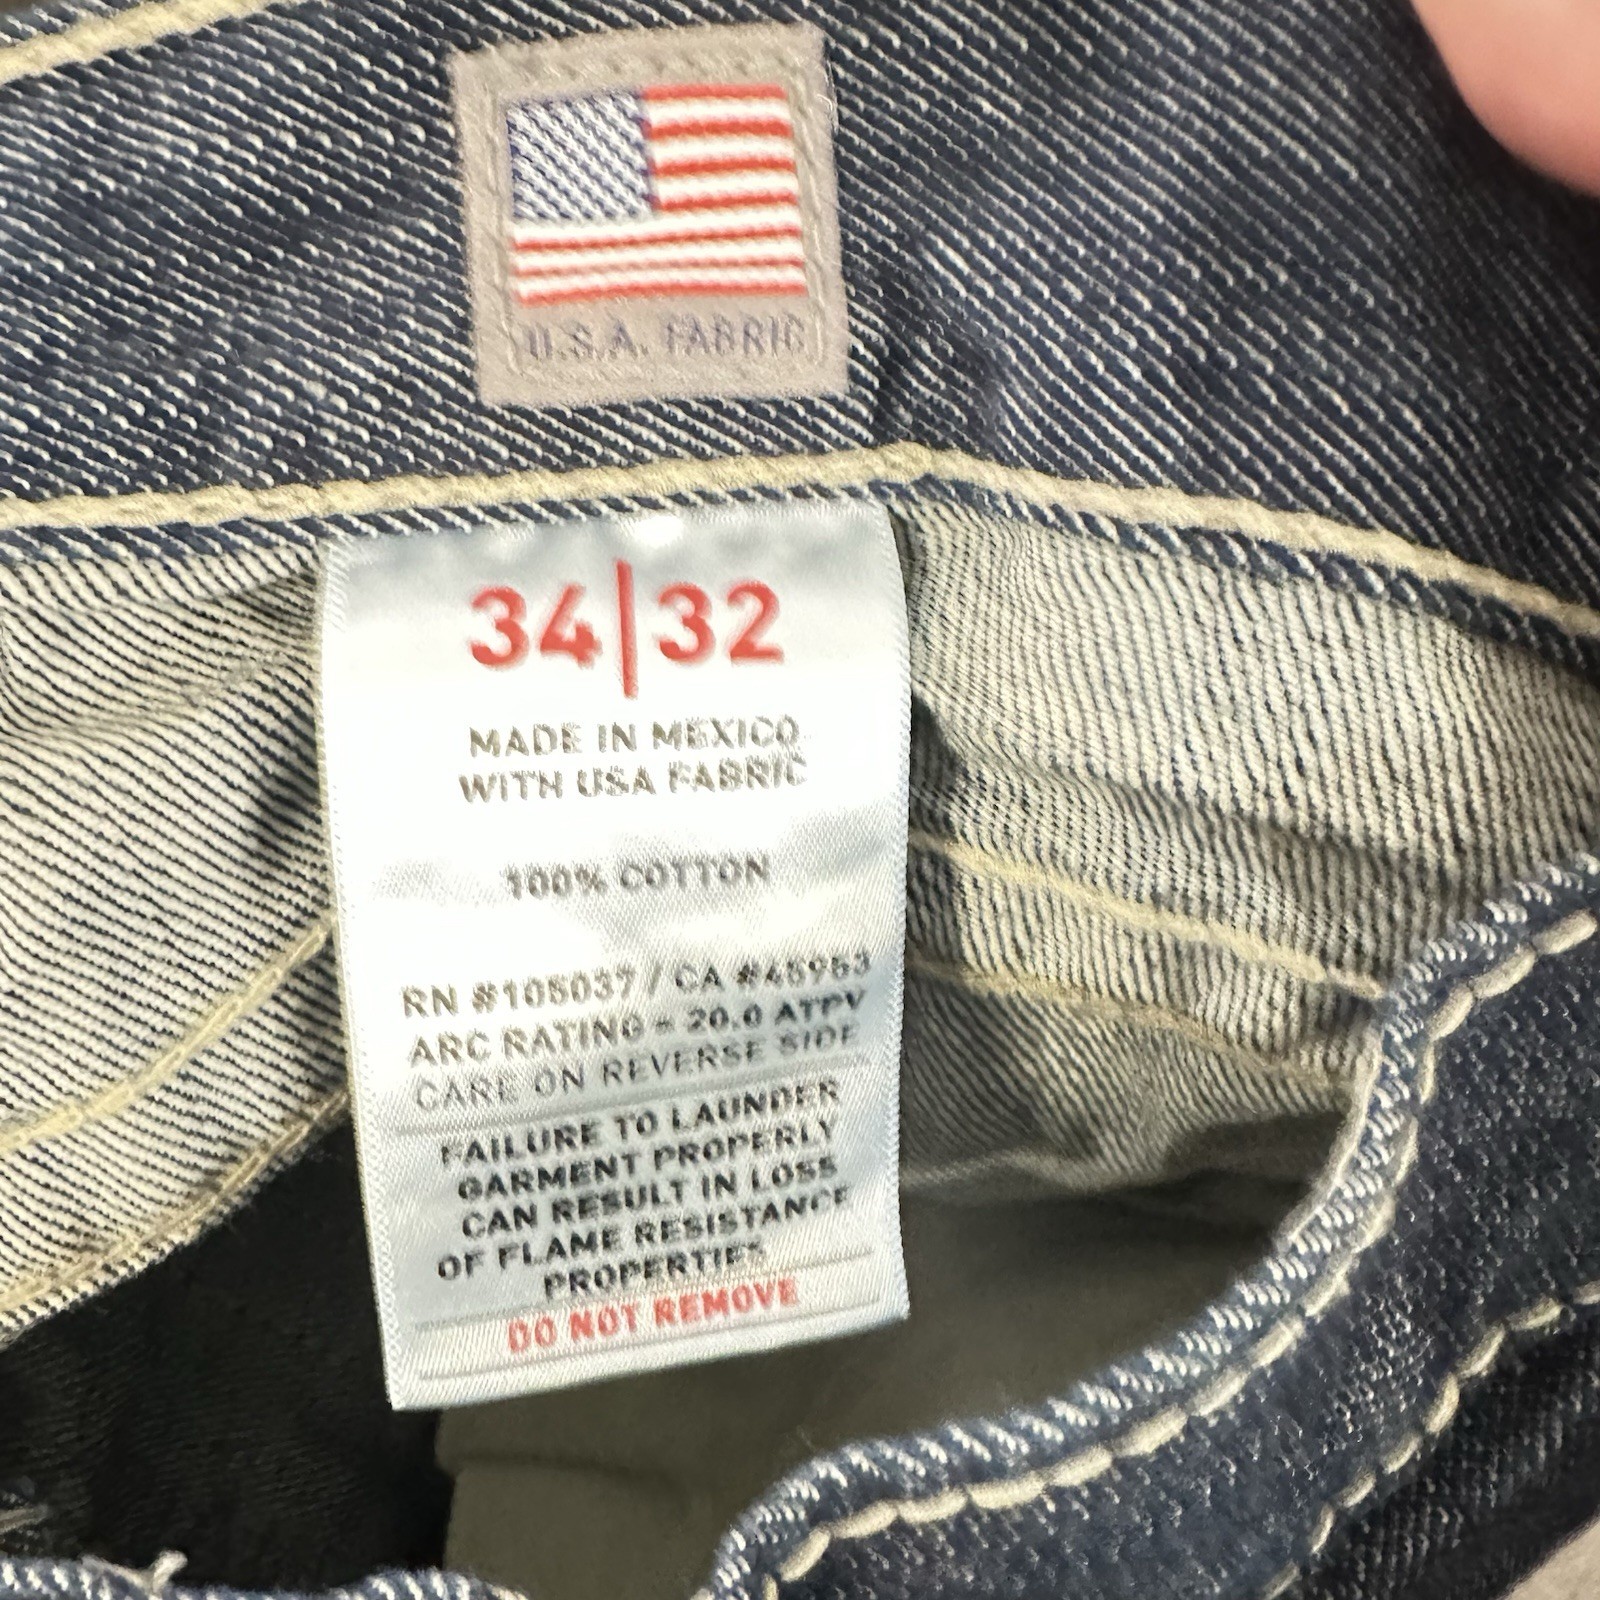 U.S.A. FABRIC
34|32
MADE IN MEXICO
WITH USA FABRIC
100% COTTON
RN #105037 / CA #45953
ARC RATING = 20.0 ATPV
CARE ON REVERSE SIDE
FAILURE TO LAUNDER
GARMENT PROPERLY
CAN RESULT IN LOSS
OF FLAME RESISTANCE
PROPERTIES
DO NOT REMOVE